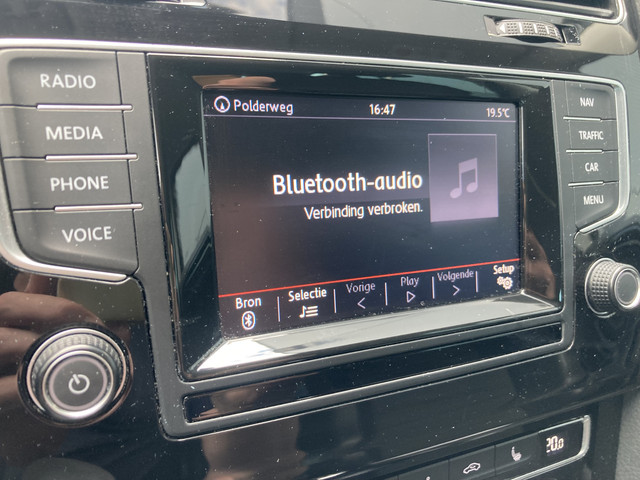 RADIO
MEDIA
PHONE
VOICE
Polderweg 16:47 19.5°C
Bluetooth-audio
Verbinding verbroken.
Bron Selectie Vorige Play Volgende Setup
NAV
TRAFFIC
CAR
MENU
20.0